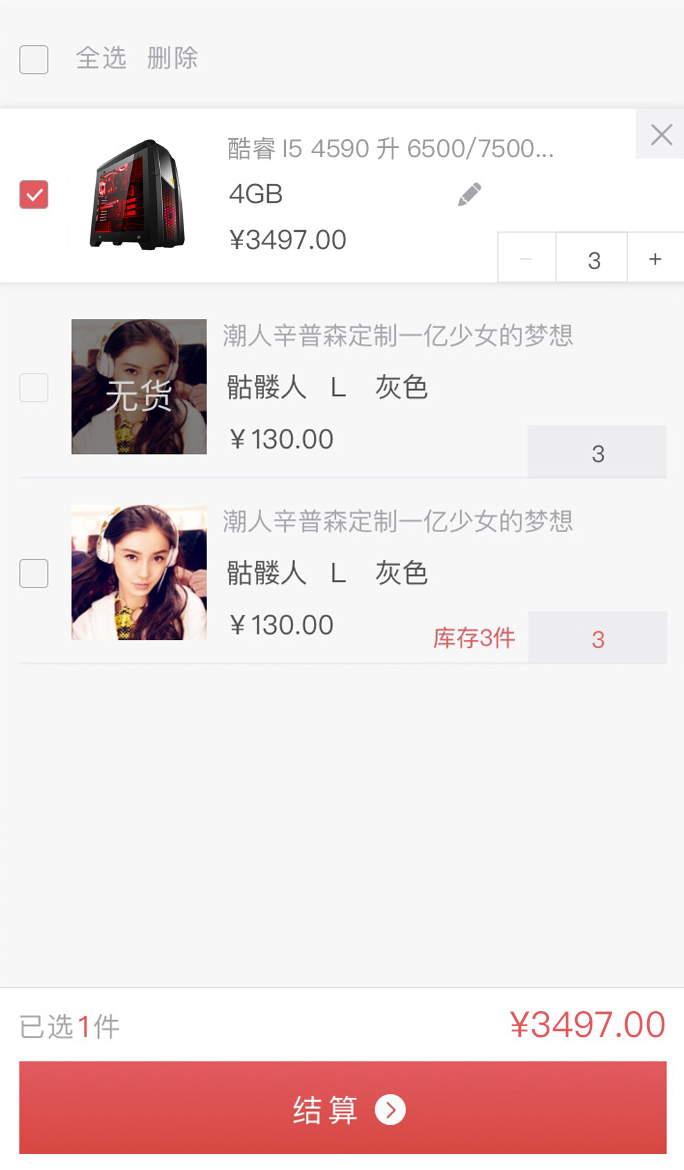 全选 删除
酷睿 I5 4590 升 6500/7500...
4GB
¥3497.00
− 3 +
潮人辛普森定制一亿少女的梦想
无货
骷髅人 L 灰色
¥130.00
3
潮人辛普森定制一亿少女的梦想
骷髅人 L 灰色
¥130.00
库存3件 3
已选1件 ¥3497.00
结算